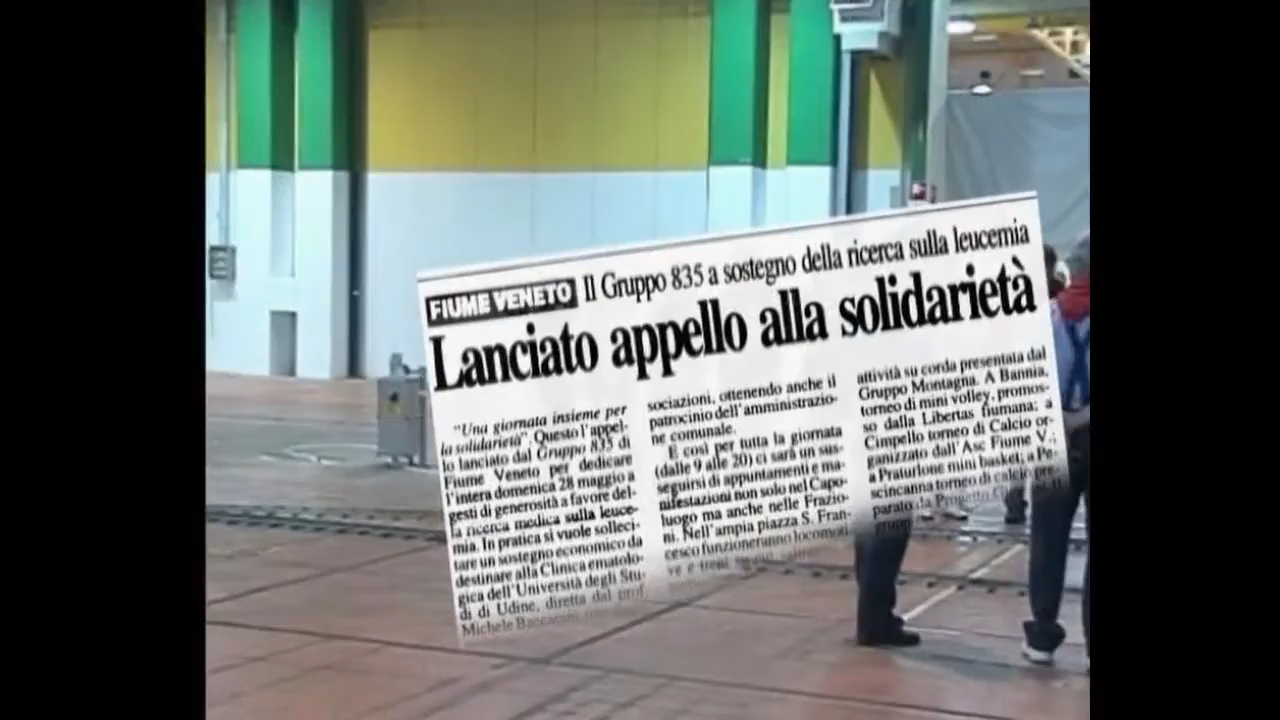 FIUME VENETO Il Gruppo 835 a sostegno della ricerca sulla leucemia
Lanciato appello alla solidarietà
"Una giornata insieme per
la solidarietà". Questo l'appel-
lo lanciato dal Gruppo 835 di
Fiume Veneto per dedicare
l'intera domenica 28 maggio a
gesti di generosità a favore del-
la ricerca medica sulla leuce-
mia. In pratica si vuole solleci-
tare un sostegno economico da
destinare alla Clinica ematolo-
gica dell'Università degli Stu-
di di Udine, diretta dal prof
Michele
sociazioni, ottenendo anche il
patrocinio dell'amministrazio-
ne comunale.
E così per tutta la giornata
(dalle 9 alle 20) ci sarà un sus-
seguirsi di appuntamenti e ma-
nifestazioni non solo nel Capo-
luogo ma anche nelle Frazio-
ni. Nell'ampia piazza S. Fran-
cesco funzioneranno locomoti-
ve e treni
attività su corda presentata dal
Gruppo Montagna. A Bannia,
torneo di mini volley, promos-
so dalla Libertas fiumana; a
Cimpello torneo di Calcio or-
ganizzato dall'Asc Fiume V.;
a Praturlone mini basket; a Pe-
scincanna torneo di calcio pre-
parato da Progetto